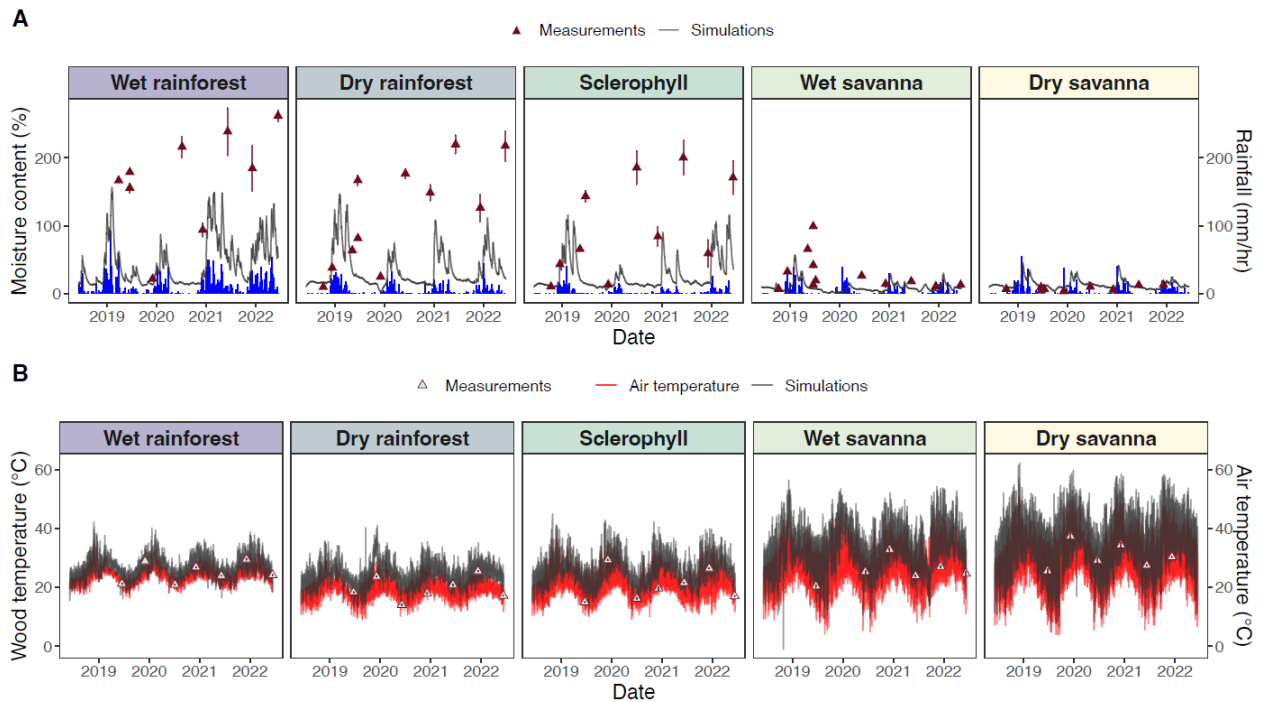 A
Measurements Simulations
Wet rainforest Dry rainforest Sclerophyll Wet savanna Dry savanna
Moisture content (%)
200
100
0
Rainfall (mm/hr)
200
100
0
2019 2020 2021 2022 2019 2020 2021 2022 2019 2020 2021 2022 2019 2020 2021 2022 2019 2020 2021 2022
Date
B
Measurements Air temperature Simulations
Wet rainforest Dry rainforest Sclerophyll Wet savanna Dry savanna
Wood temperature (°C)
60
40
20
0
Air temperature (°C)
60
40
20
0
2019 2020 2021 2022 2019 2020 2021 2022 2019 2020 2021 2022 2019 2020 2021 2022 2019 2020 2021 2022
Date